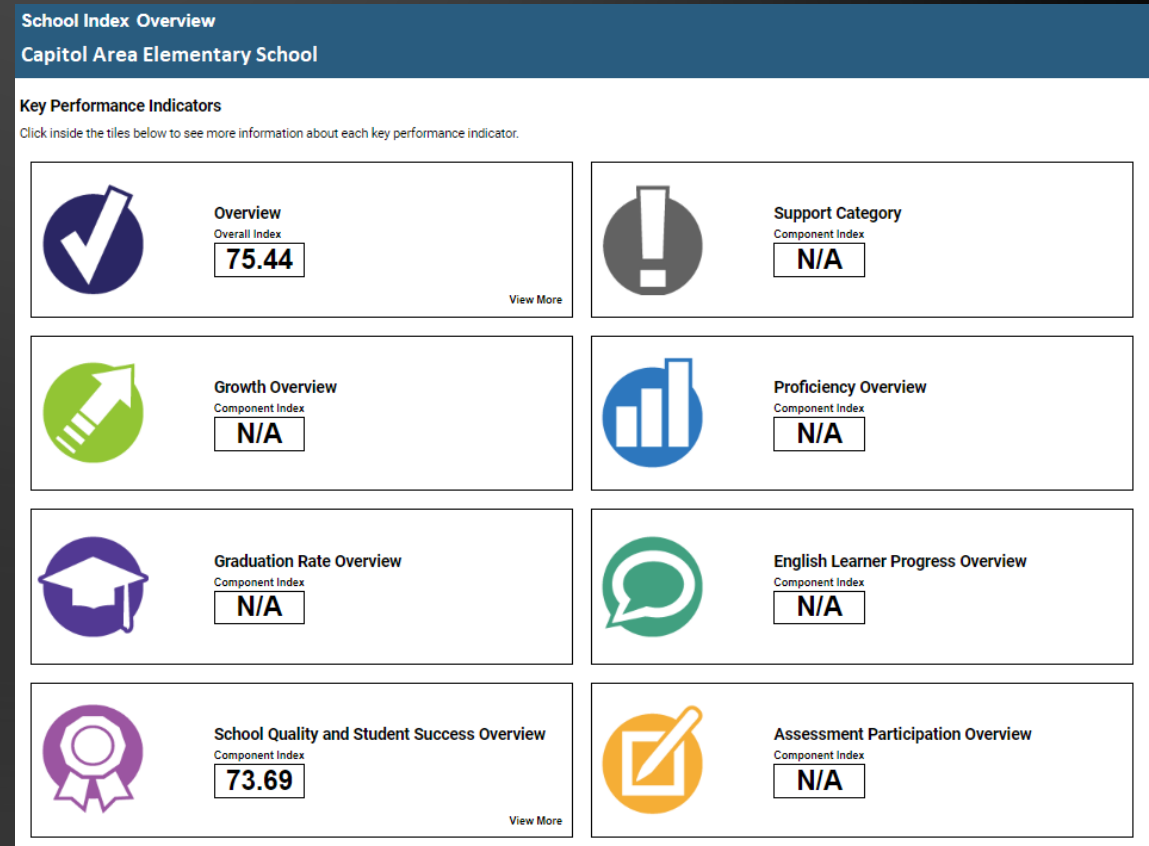 School Index Overview
Capitol Area Elementary School
Key Performance Indicators
Click inside the tiles below to see more information about each key performance indicator.
Overview
Overall Index
75.44
View More
Support Category
Component Index
N/A
Growth Overview
Component Index
N/A
Proficiency Overview
Component Index
N/A
Graduation Rate Overview
Component Index
N/A
English Learner Progress Overview
Component Index
N/A
School Quality and Student Success Overview
Component Index
73.69
View More
Assessment Participation Overview
Component Index
N/A